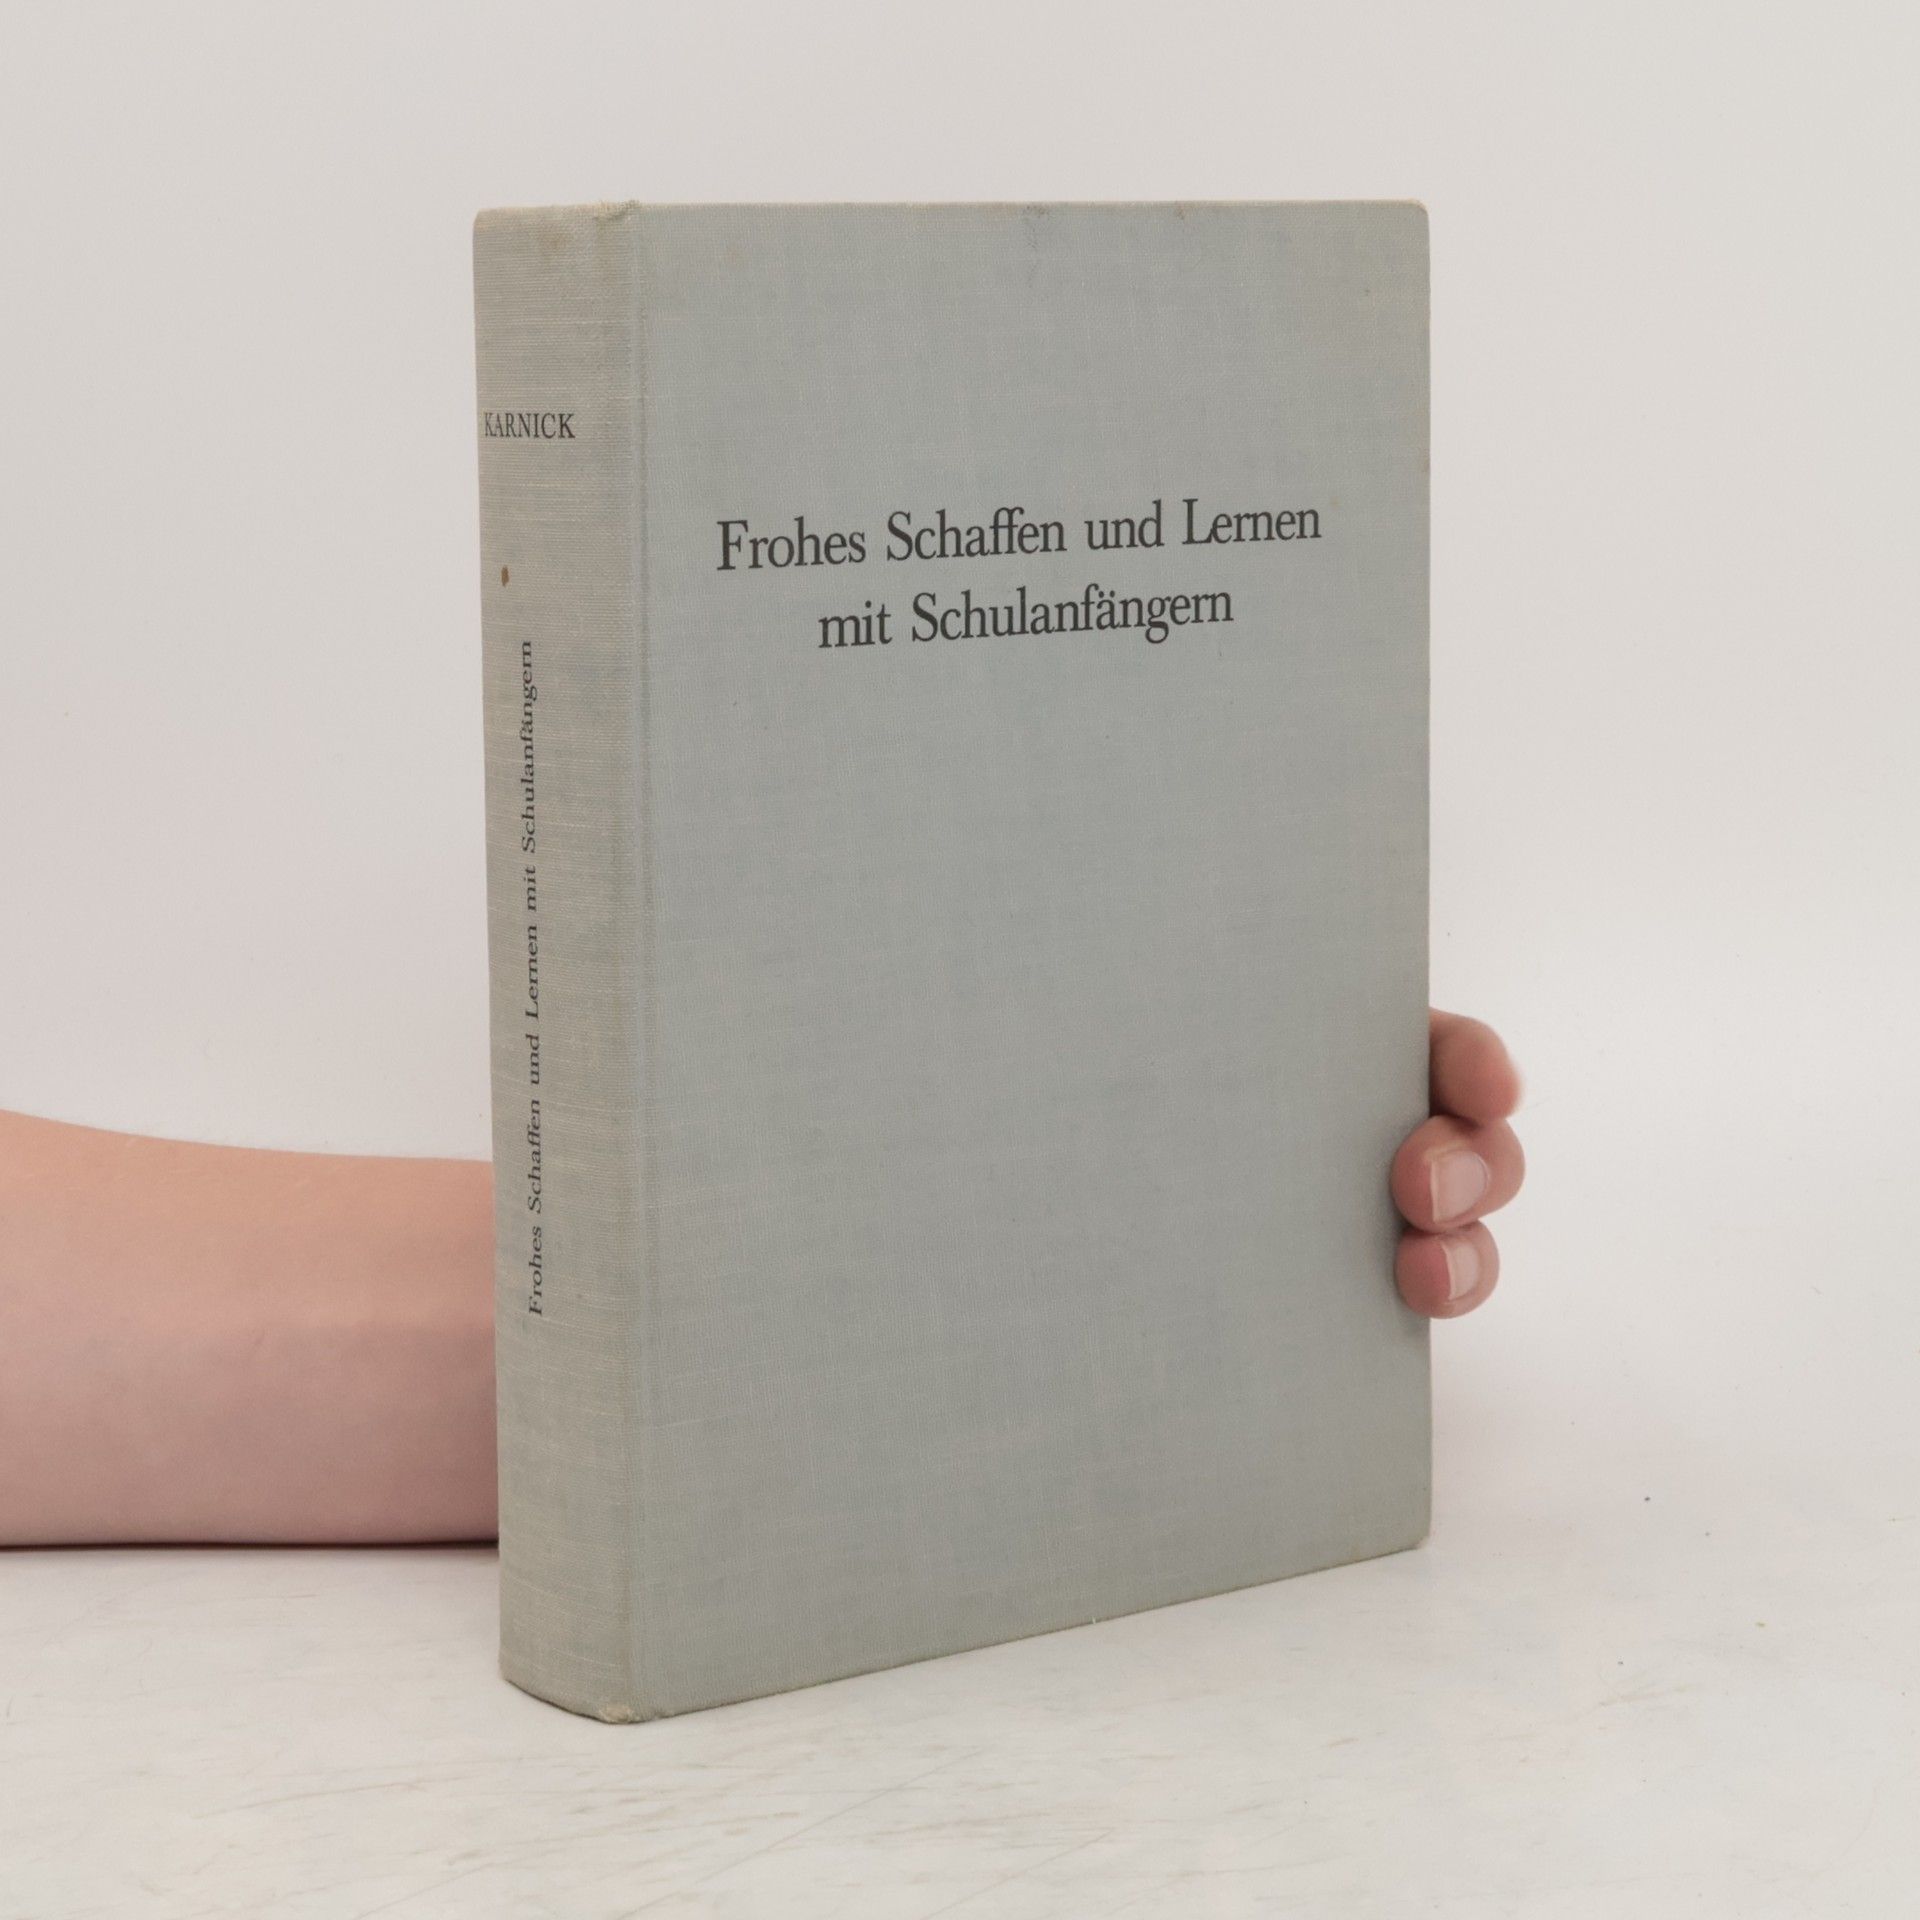 KARNICK
Frohes Schaffen und Lernen mit Schulanfängern
Frohes Schaffen und Lernen
mit Schulanfängern